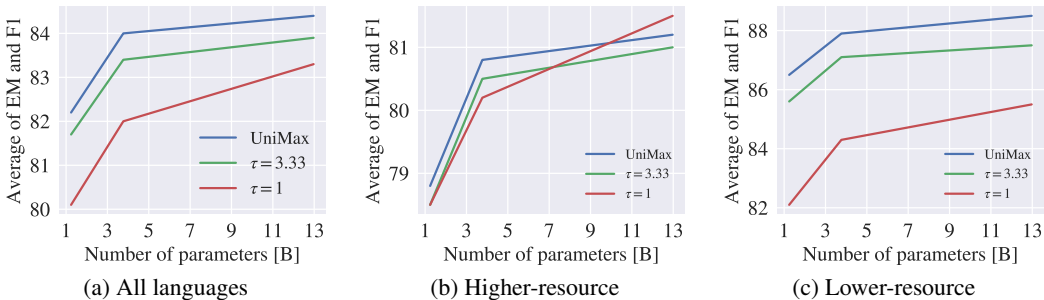 Average of EM and F1
84
83
82
81
80
UniMax
τ = 3.33
τ = 1
1 3 5 7 9 11 13
Number of parameters [B]
(a) All languages
Average of EM and F1
81
80
79
UniMax
τ = 3.33
τ = 1
1 3 5 7 9 11 13
Number of parameters [B]
(b) Higher-resource
Average of EM and F1
88
86
84
82
UniMax
τ = 3.33
τ = 1
1 3 5 7 9 11 13
Number of parameters [B]
(c) Lower-resource